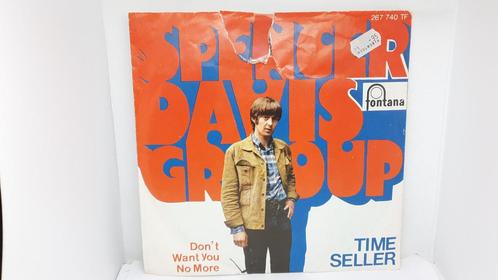 267 740 TF
SPENCER
DAVIS
GROUP
fontana
Don't
Want You
No More
TIME
SELLER